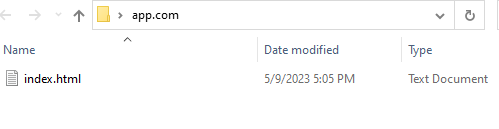 app.com
Name Date modified Type
index.html 5/9/2023 5:05 PM Text Document